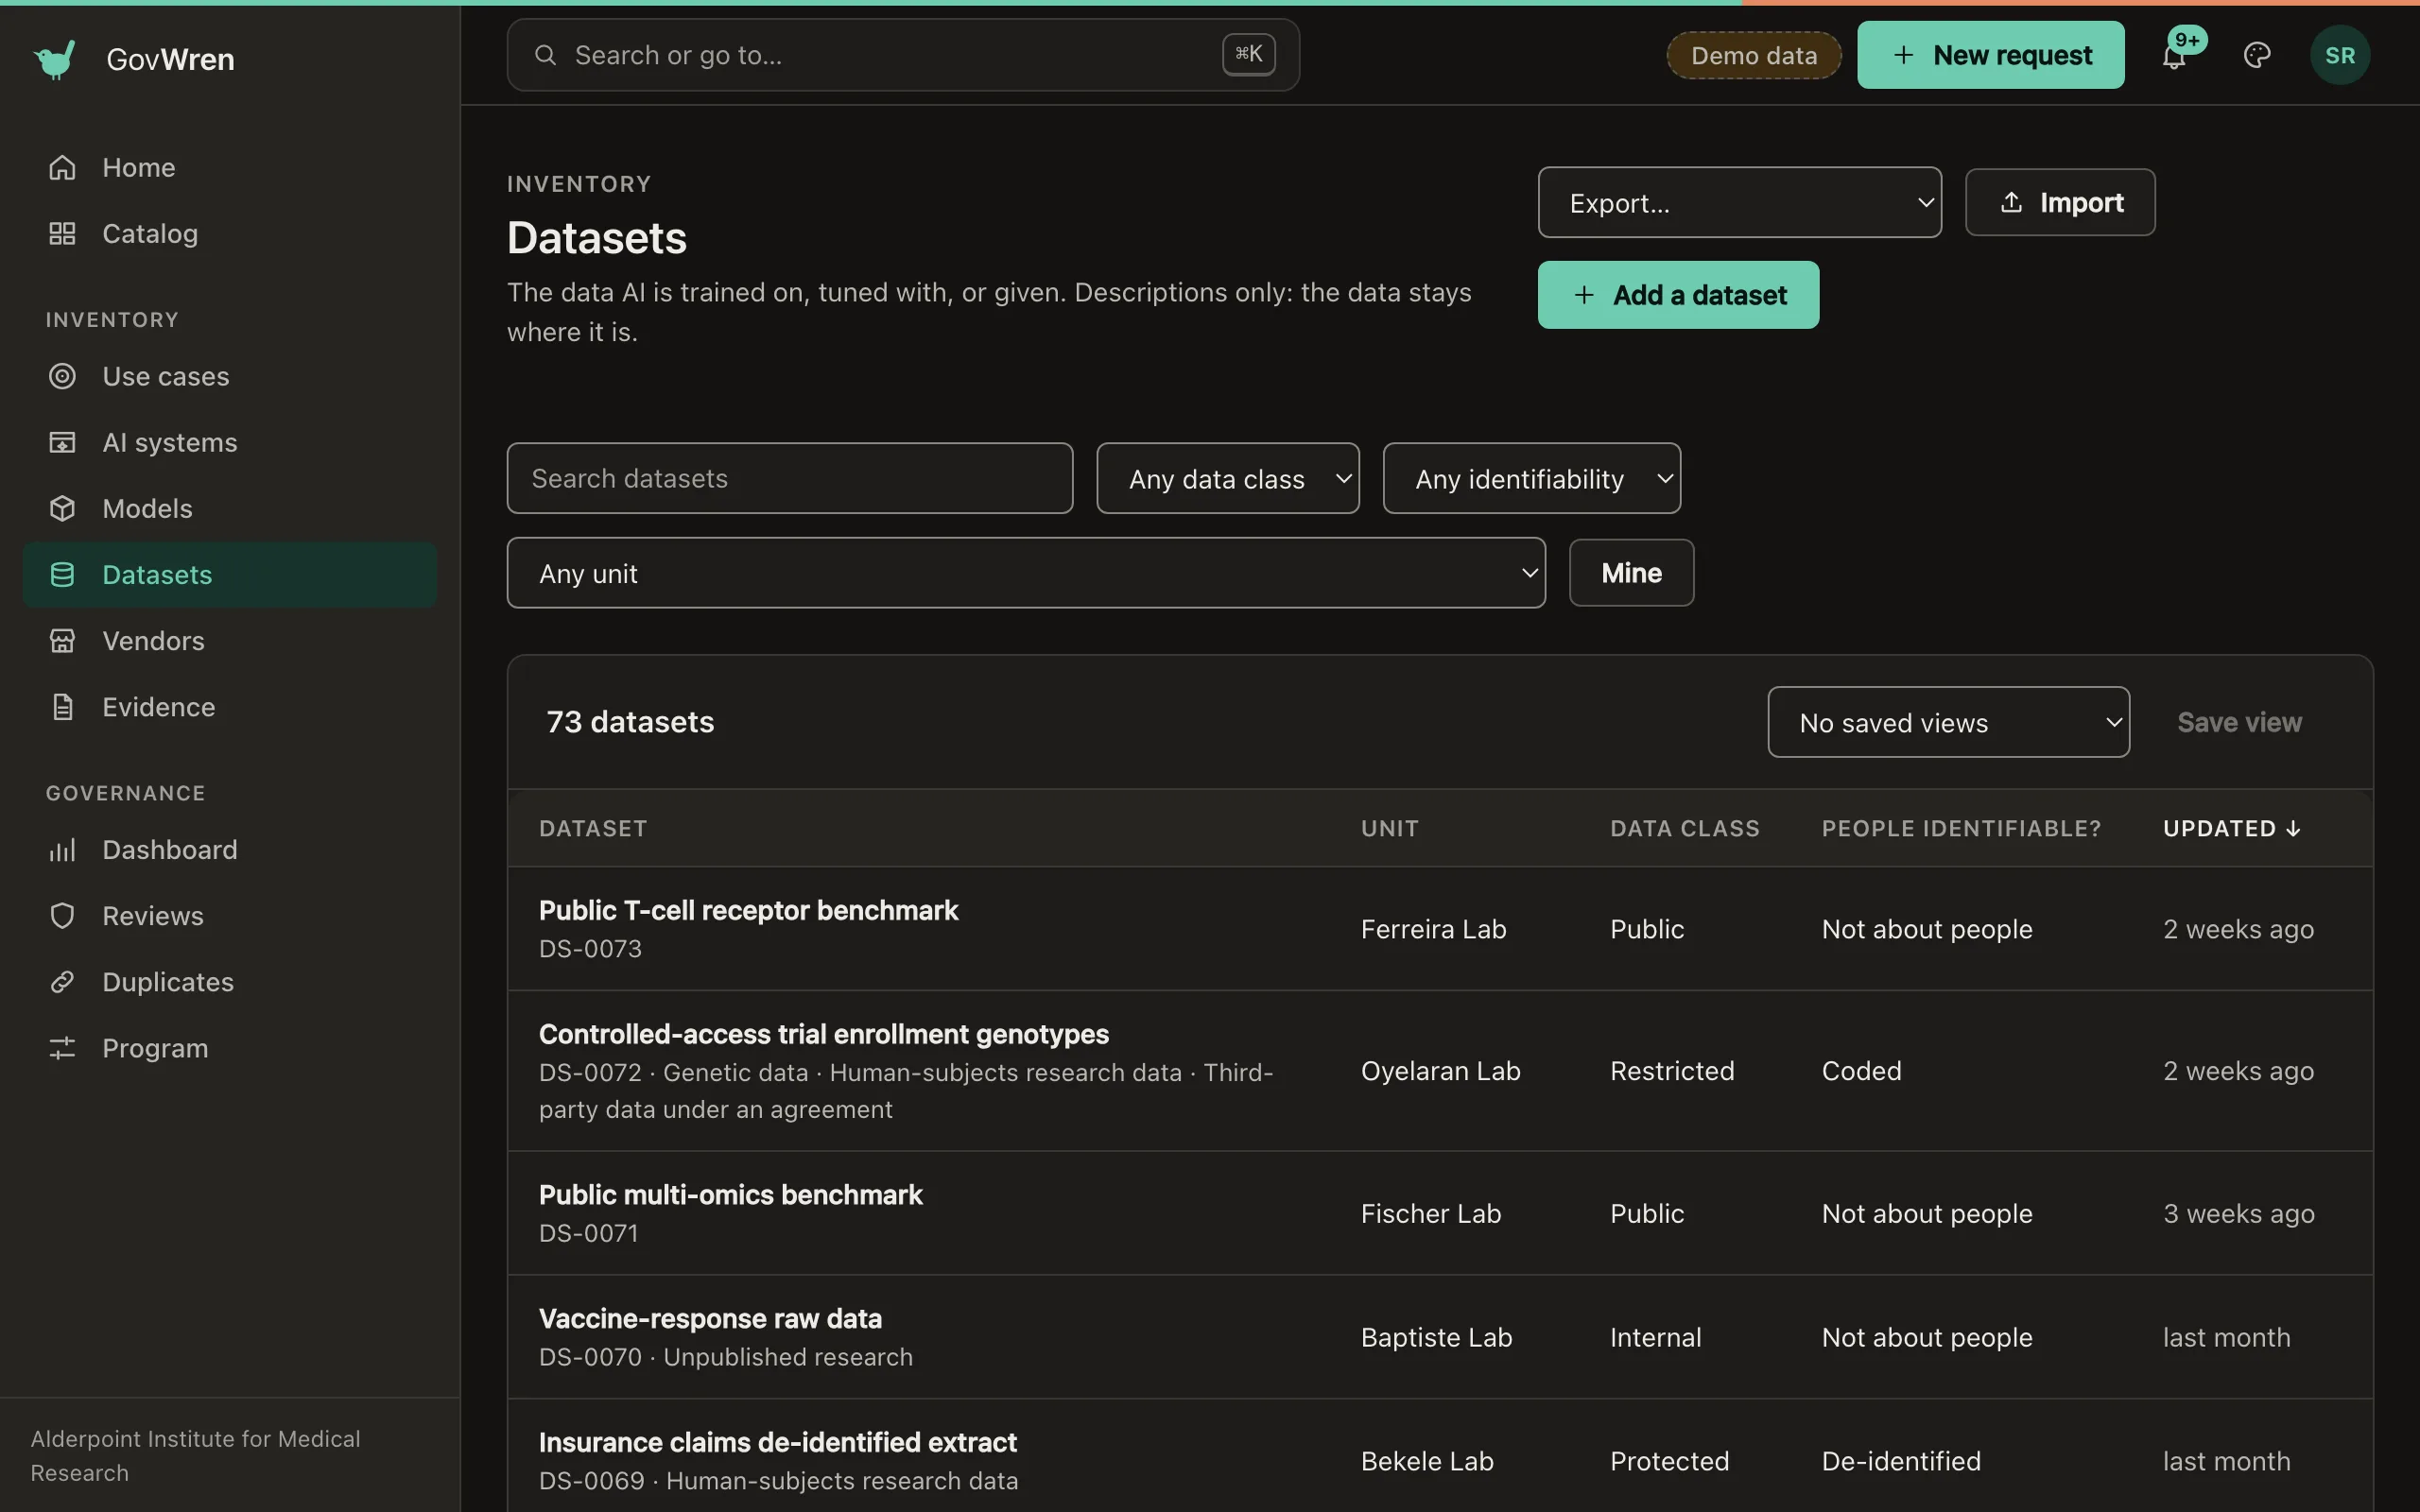 GovWren
Search or go to...
⌘K
Demo data
+ New request
9+
SR
Home
Catalog
INVENTORY
Use cases
AI systems
Models
Datasets
Vendors
Evidence
GOVERNANCE
Dashboard
Reviews
Duplicates
Program
Alderpoint Institute for Medical
Research
INVENTORY
Datasets
The data AI is trained on, tuned with, or given. Descriptions only: the data stays
where it is.
Export...
Import
+ Add a dataset
Search datasets
Any data class
Any identifiability
Any unit
Mine
73 datasets
No saved views
Save view
DATASET UNIT DATA CLASS PEOPLE IDENTIFIABLE? UPDATED ↓
Public T-cell receptor benchmark
DS-0073
Ferreira Lab Public Not about people 2 weeks ago
Controlled-access trial enrollment genotypes
DS-0072 · Genetic data · Human-subjects research data · Third-
party data under an agreement
Oyelaran Lab Restricted Coded 2 weeks ago
Public multi-omics benchmark
DS-0071
Fischer Lab Public Not about people 3 weeks ago
Vaccine-response raw data
DS-0070 · Unpublished research
Baptiste Lab Internal Not about people last month
Insurance claims de-identified extract
DS-0069 · Human-subjects research data
Bekele Lab Protected De-identified last month